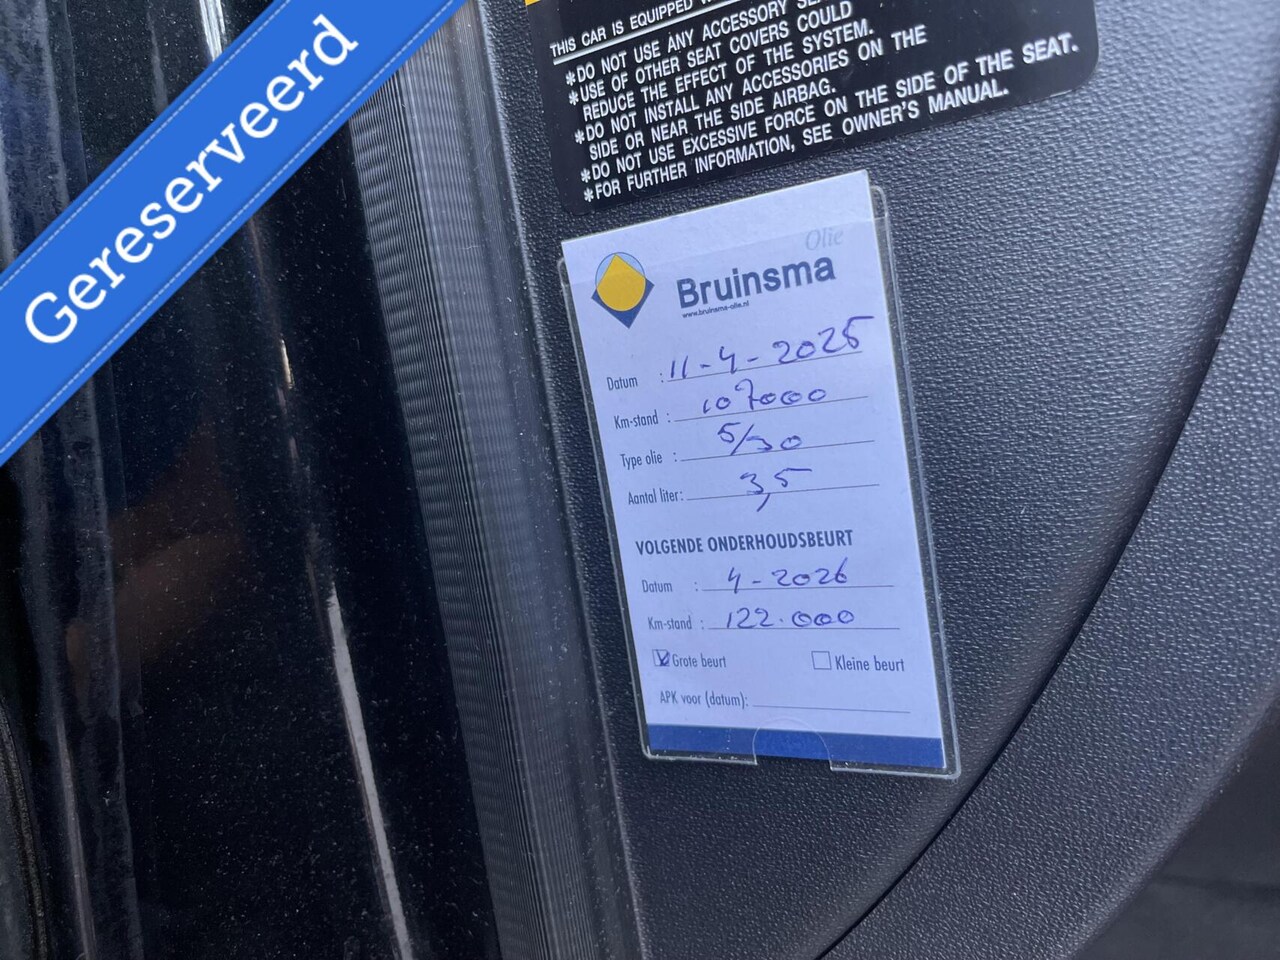 Gereserveerd
THIS CAR IS EQUIPPED
*DO NOT USE ANY ACCESSORY
*USE OF OTHER SEAT COVERS COULD
REDUCE THE EFFECT OF THE SYSTEM.
*DO NOT INSTALL ANY ACCESSORIES ON THE
SIDE OR NEAR THE SIDE AIRBAG.
*DO NOT USE EXCESSIVE FORCE ON THE SIDE OF THE SEAT.
*FOR FURTHER INFORMATION, SEE OWNER'S MANUAL.
Olie
Bruinsma
www.bruinsma-olie.nl
Datum : 11-4-2025
Km-stand : 107000
Type olie : 5/30
Aantal liter: 3,5
VOLGENDE ONDERHOUDSBEURT
Datum : 4-2026
Km-stand : 122.000
Grote beurt Kleine beurt
APK voor (datum):